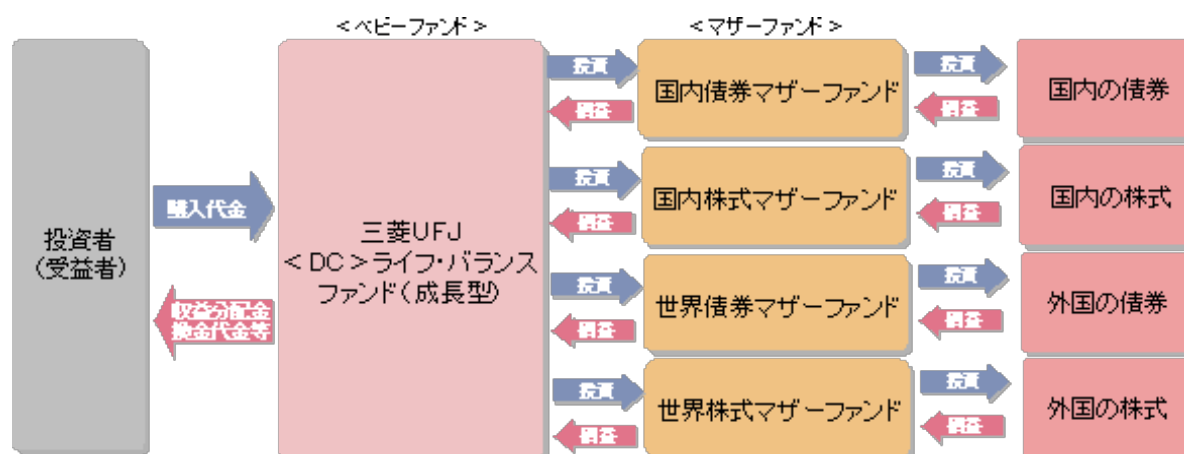 ＜ベビーファンド＞
＜マザーファンド＞
投資者
(受益者)
購入代金
収益分配金
換金代金等
三菱UFJ
＜DC＞ライフ・バランス
ファンド(成長型)
投資
損益
国内債券マザーファンド
投資
損益
国内の債券
投資
損益
国内株式マザーファンド
投資
損益
国内の株式
投資
損益
世界債券マザーファンド
投資
損益
外国の債券
投資
損益
世界株式マザーファンド
投資
損益
外国の株式